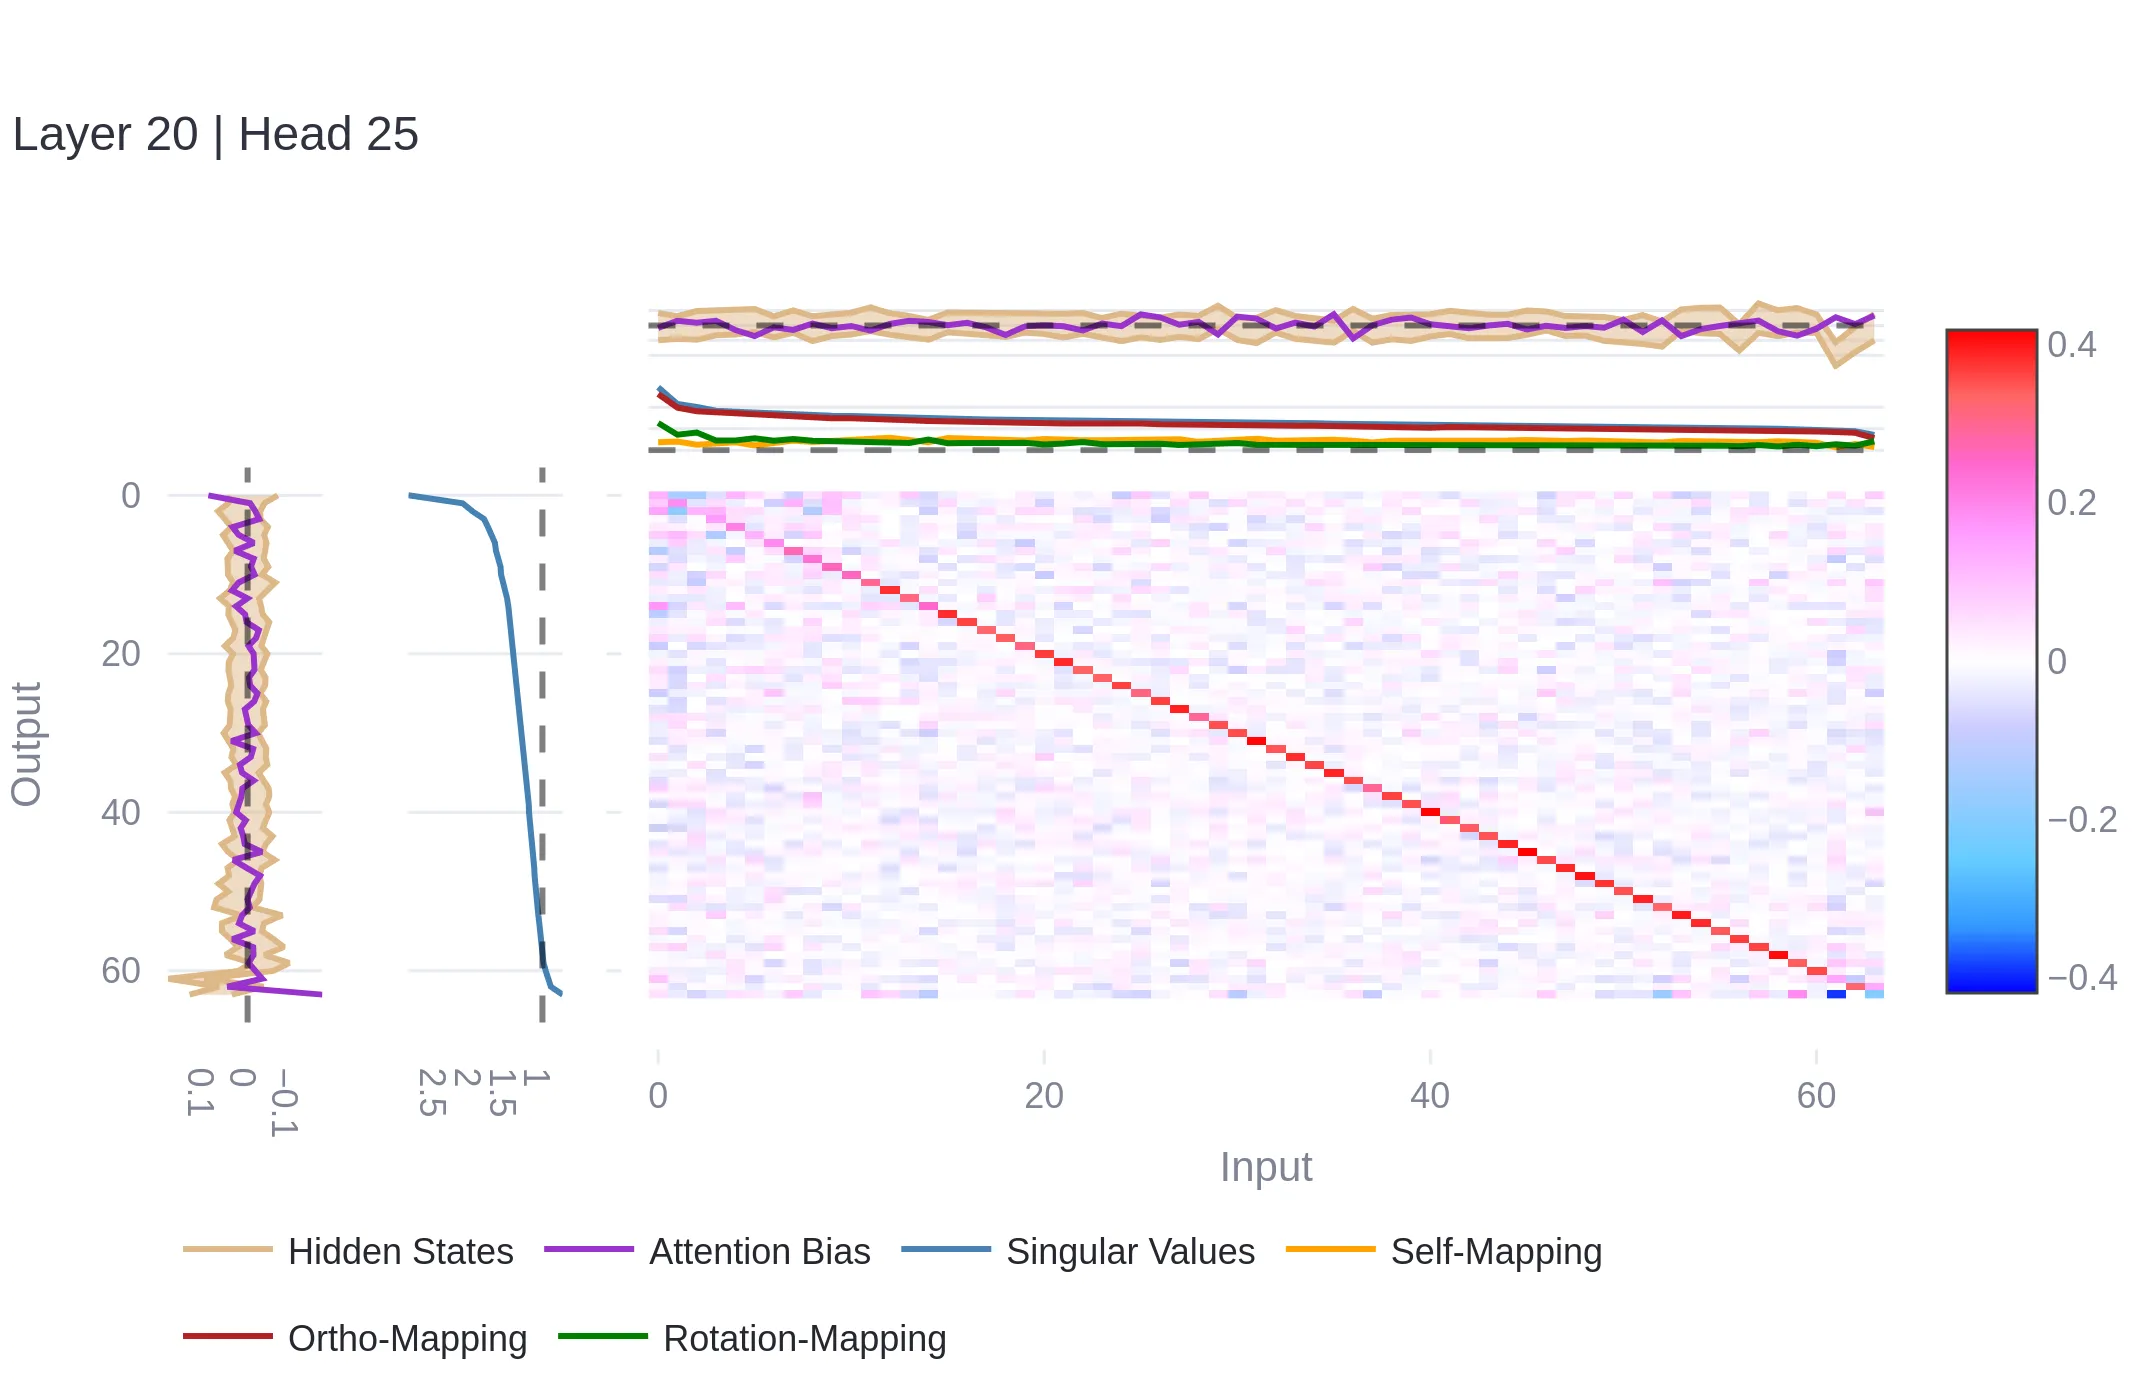 Layer 20 | Head 25
0
20
40
60
Output
0.1
0
−0.1
2.5
2
1.5
1
0
20
40
60
Input
0.4
0.2
0
−0.2
−0.4
Hidden States
Attention Bias
Singular Values
Self-Mapping
Ortho-Mapping
Rotation-Mapping